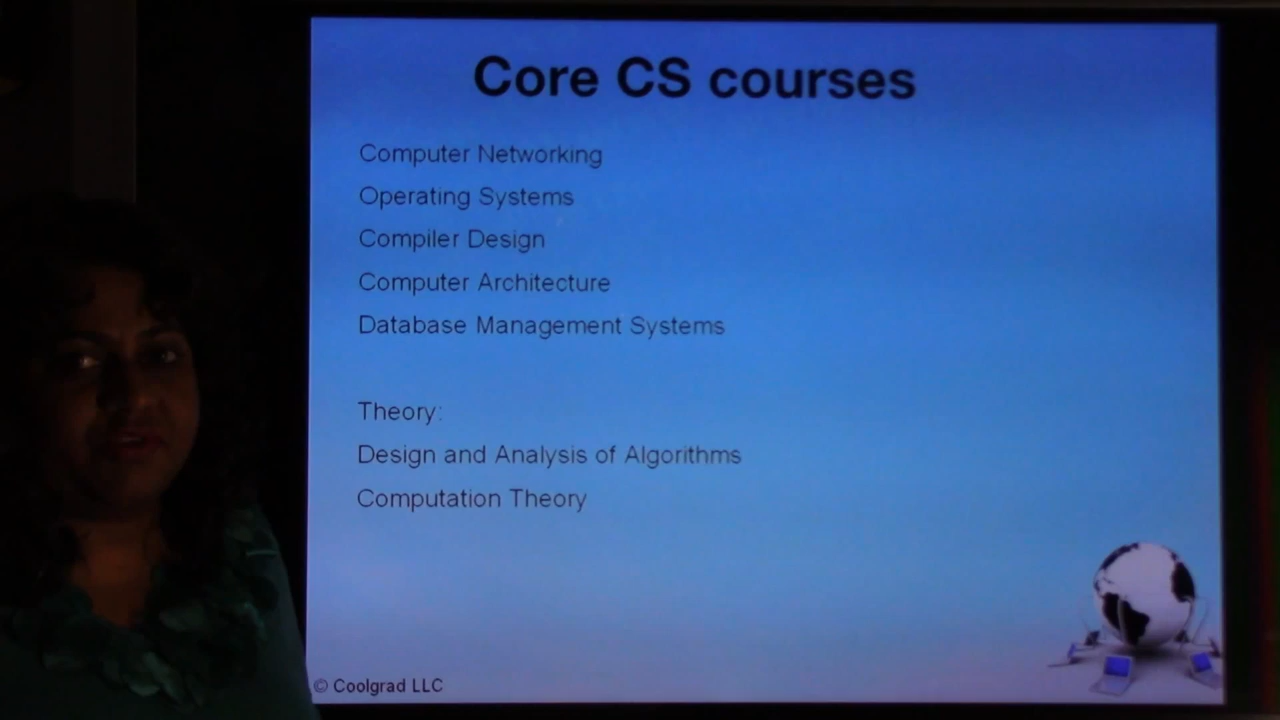 Core CS courses
Computer Networking
Operating Systems
Compiler Design
Computer Architecture
Database Management Systems
Theory:
Design and Analysis of Algorithms
Computation Theory
© Coolgrad LLC